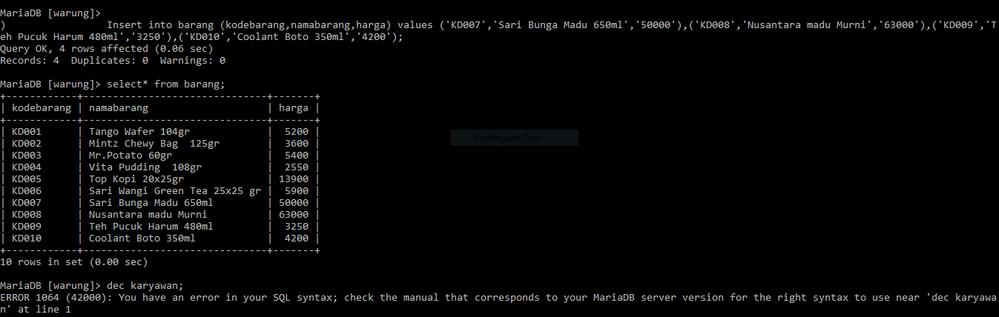 MariaDB [warung]>
)                 Insert into barang (kodebarang,namabarang,harga) values ('KD007','Sari Bunga Madu 650ml','50000'),('KD008','Nusantara madu Murni','63000'),('KD009','T
eh Pucuk Harum 480ml','3250'),('KD010','Coolant Boto 350ml','4200');
Query OK, 4 rows affected (0.06 sec)
Records: 4  Duplicates: 0  Warnings: 0
MariaDB [warung]> select* from barang;
+------------+-------------------------------+-------+
| kodebarang | namabarang                    | harga |
+------------+-------------------------------+-------+
| KD001      | Tango Wafer 104gr             |  5200 |
| KD002      | Mintz Chewy Bag  125gr        |  3600 |
| KD003      | Mr.Potato 60gr                |  5400 |
| KD004      | Vita Pudding  108gr           |  2550 |
| KD005      | Top Kopi 20x25gr              | 13900 |
| KD006      | Sari Wangi Green Tea 25x25 gr |  5900 |
| KD007      | Sari Bunga Madu 650ml         | 50000 |
| KD008      | Nusantara madu Murni          | 63000 |
| KD009      | Teh Pucuk Harum 480ml         |  3250 |
| KD010      | Coolant Boto 350ml            |  4200 |
+------------+-------------------------------+-------+
Rectangular Snip
10 rows in set (0.00 sec)
MariaDB [warung]> dec karyawan;
ERROR 1064 (42000): You have an error in your SQL syntax; check the manual that corresponds to your MariaDB server version for the right syntax to use near 'dec karyawa
n' at line 1